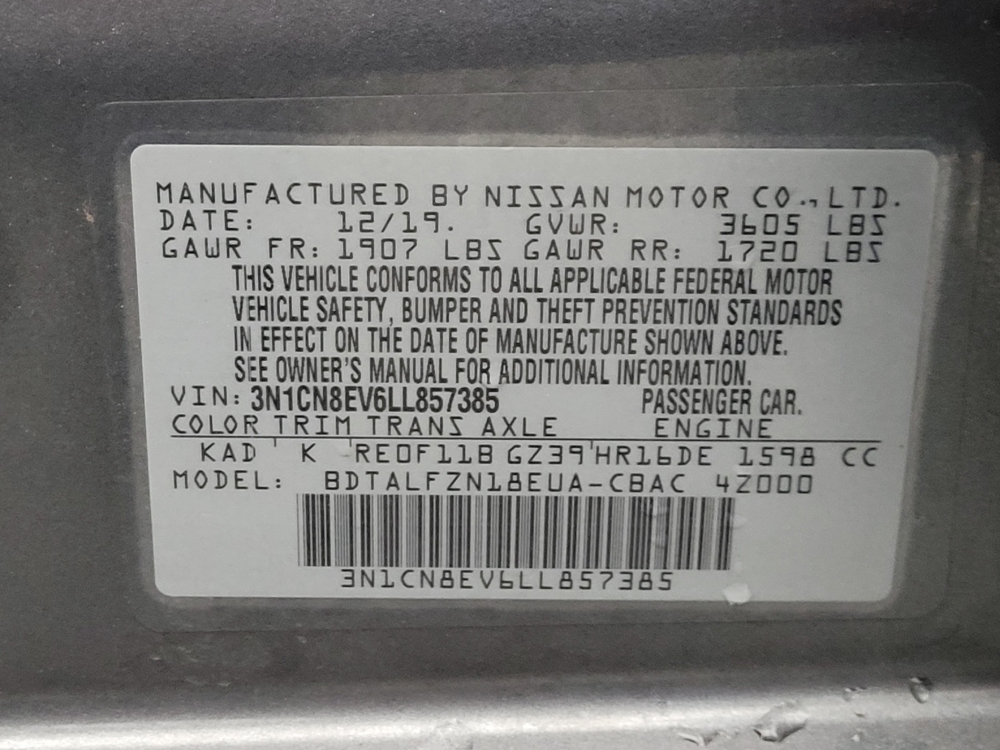 MANUFACTURED BY NISSAN MOTOR CO., LTD.
DATE: 12/19. GVWR: 3605 LBS
GAWR FR: 1907 LBS GAWR RR: 1720 LBS
THIS VEHICLE CONFORMS TO ALL APPLICABLE FEDERAL MOTOR
VEHICLE SAFETY, BUMPER AND THEFT PREVENTION STANDARDS
IN EFFECT ON THE DATE OF MANUFACTURE SHOWN ABOVE.
SEE OWNER'S MANUAL FOR ADDITIONAL INFORMATION.
VIN: 3N1CN8EV6LL857385 PASSENGER CAR.
COLOR TRIM TRANS AXLE ENGINE
KAD K RE0F11B GZ39 HR16DE 1598 CC
MODEL: BDTALFZN18EUA-CBAC 4Z000
3N1CN8EV6LL857385